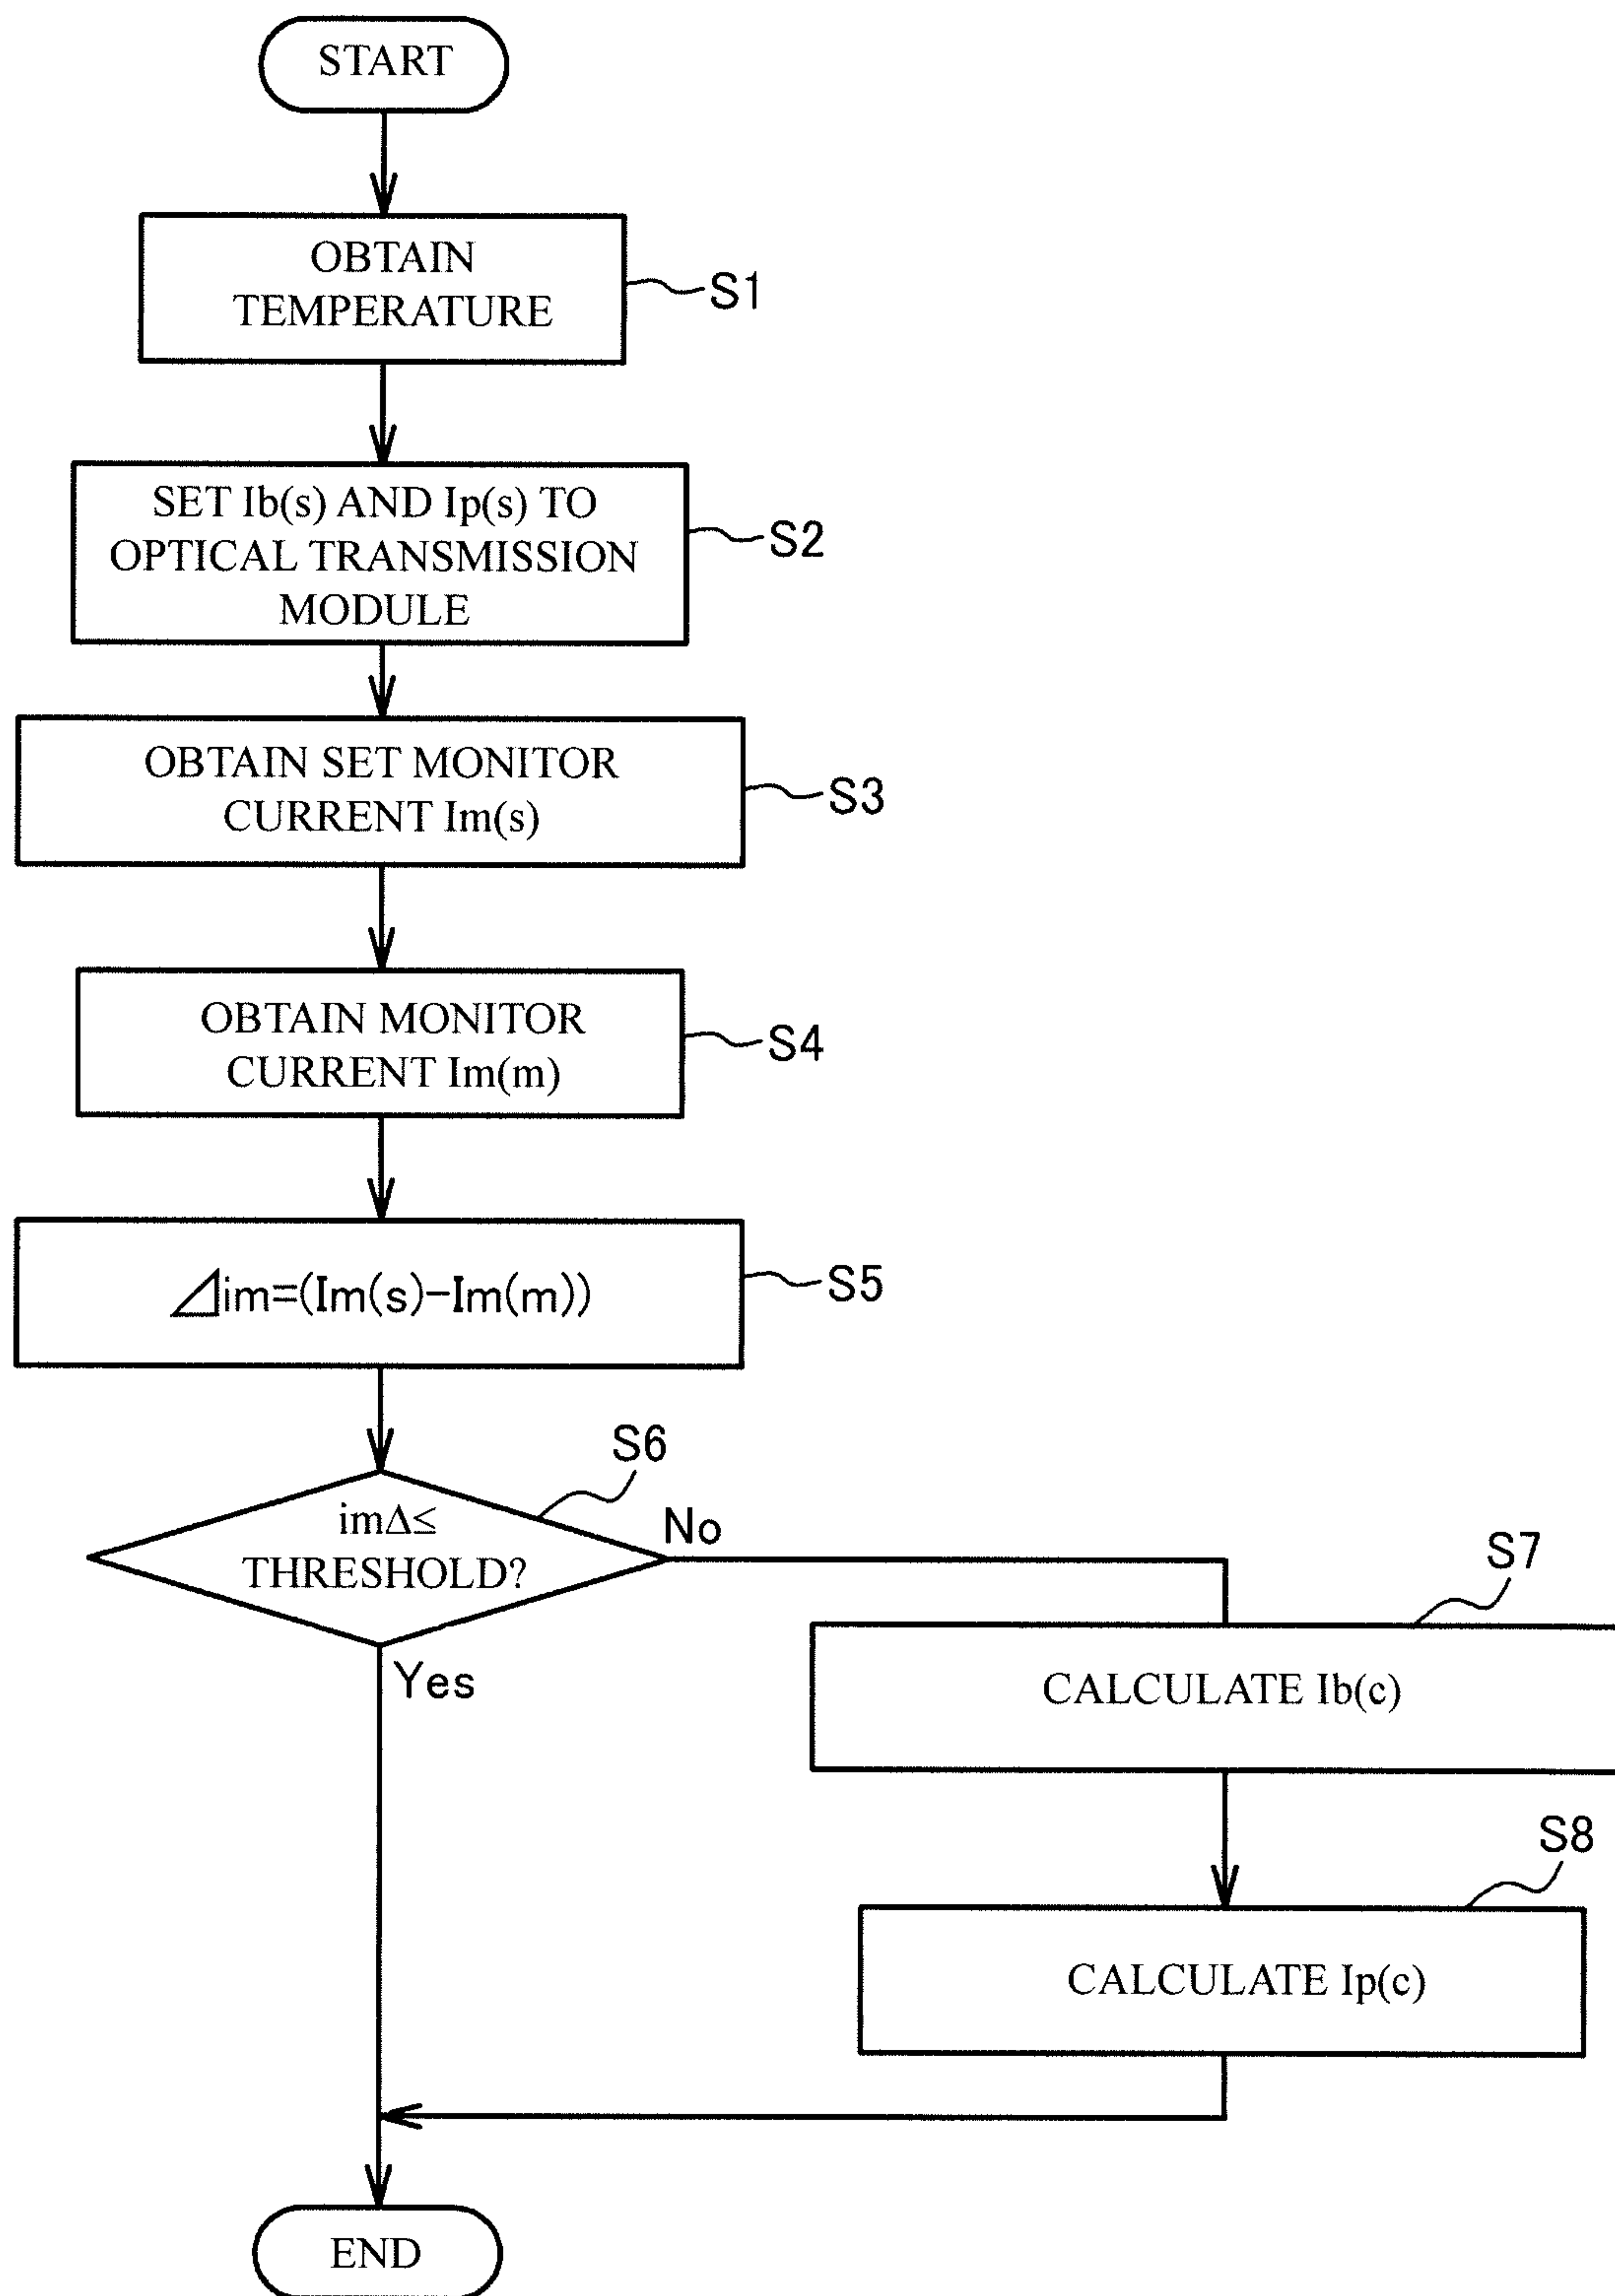 START
OBTAIN
TEMPERATURE
S1
SET Ib(s) AND Ip(s) TO
OPTICAL TRANSMISSION
MODULE
S2
OBTAIN SET MONITOR
CURRENT Im(s)
S3
OBTAIN MONITOR
CURRENT Im(m)
S4
⊿im=(Im(s)-Im(m))
S5
imΔ≤
THRESHOLD?
S6
No
Yes
S7
CALCULATE Ib(c)
S8
CALCULATE Ip(c)
END